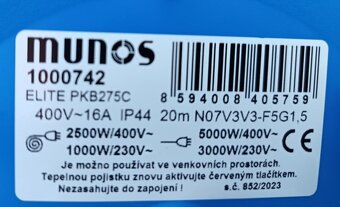 munos
1000742
ELITE PKB275C
8 594008 405759
400V~16A IP44 20m N07V3V3-F5G1,5
2500W/400V~ 5000W/400V~
1000W/230V~ 3000W/230V~
Je možno používat ve venkovních prostorách.
Tepelnou pojistku znovu aktivujte červeným tlačítkem.
Nezasahujte do zapojení ! s.č. 852/2023